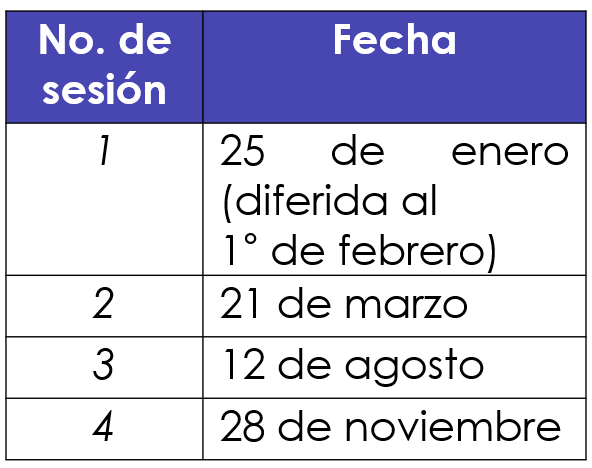 No. de Fecha
sesión
1 25 de enero
(diferida al
1° de febrero)
2 21 de marzo
3 12 de agosto
4 28 de noviembre